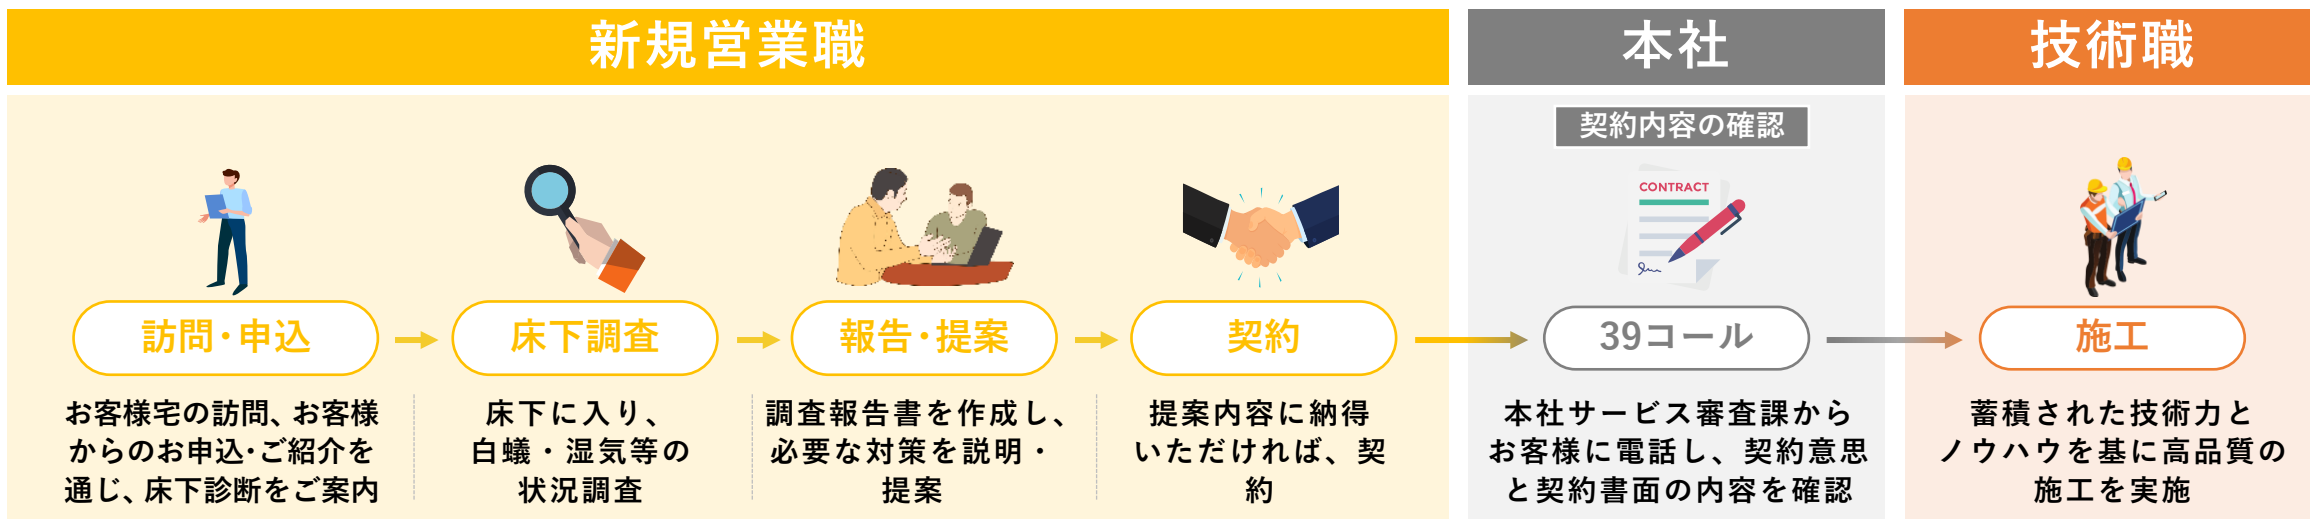 新規営業職
本社
技術職
契約内容の確認
CONTRACT
訪問・申込
床下調査
報告・提案
契約
39コール
施工
お客様宅の訪問、お客様
からのお申込・ご紹介を
通じ、床下診断をご案内
床下に入り、
白蟻・湿気等の
状況調査
調査報告書を作成し、
必要な対策を説明・
提案
提案内容に納得
いただければ、契
約
本社サービス審査課から
お客様に電話し、契約意思
と契約書面の内容を確認
蓄積された技術力と
ノウハウを基に高品質の
施工を実施